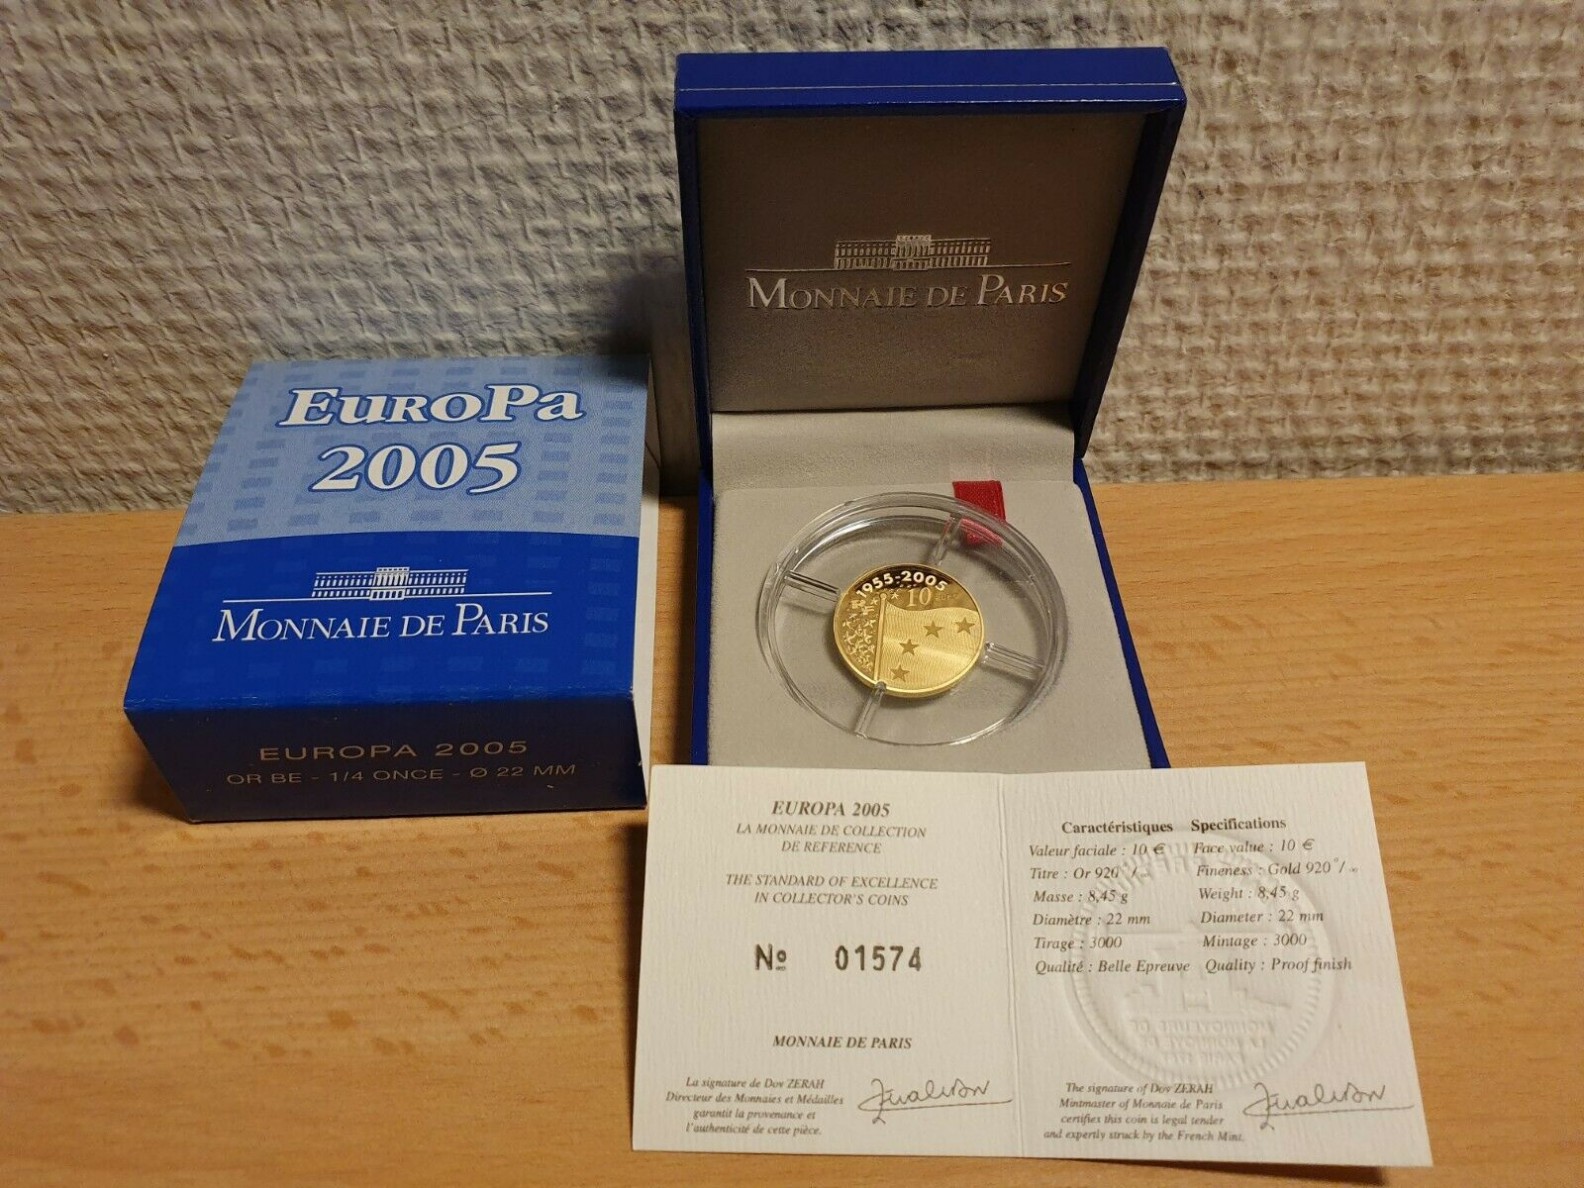 MONNAIE DE PARIS
EUROPA
2005
MONNAIE DE PARIS
EUROPA 2005
OR BE - 1/4 ONCE - Ø 22 MM
1955-2005
10
EUROPA 2005
LA MONNAIE DE COLLECTION
DE REFERENCE
THE STANDARD OF EXCELLENCE
IN COLLECTOR'S COINS
Nº 01574
MONNAIE DE PARIS
La signature de Dov ZERAH
Directeur des Monnaies et Médailles
garantit la provenance et
l'authenticité de cette pièce.
Caractéristiques Specifications
Valeur faciale : 10 € Face value : 10 €
Titre : Or 920 Fineness : Gold 920
Masse : 8,45 g Weight : 8,45 g
Diamètre : 22 mm Diameter : 22 mm
Tirage : 3000 Mintage : 3000
Qualité : Belle Epreuve Quality : Proof finish
The signature of Dov ZERAH
Mintmaster of Monnaie de Paris
certifies this coin is legal tender
and expertly struck by the French Mint.